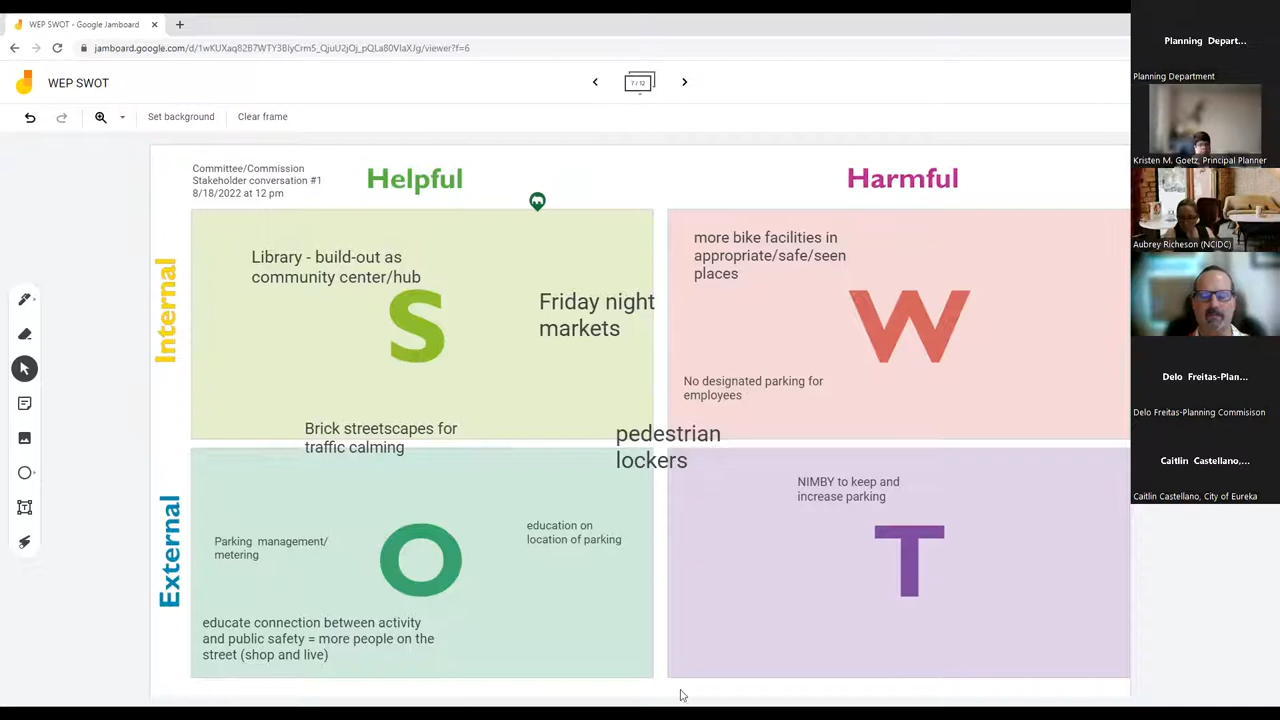 WEP SWOT - Google Jamboard
jamboard.google.com/d/1wKUXaq82B7WTY3BlyCrm5_QjuU2jOj_pQLa80VlaXJg/viewer?f=6
WEP SWOT
7 / 12
Set background
Clear frame
Committee/Commission
Stakeholder conversation #1
8/18/2022 at 12 pm
Helpful
Harmful
Internal
Library - build-out as
community center/hub
S
Friday night
markets
Brick streetscapes for
traffic calming
more bike facilities in
appropriate/safe/seen
places
W
No designated parking for
employees
pedestrian
lockers
External
Parking management/
metering
O
education on
location of parking
educate connection between activity
and public safety = more people on the
street (shop and live)
NIMBY to keep and
increase parking
T
Planning Depart...
Planning Department
Kristen M. Goetz, Principal Planner
Aubrey Richeson (NCIDC)
Delo Freitas-Plan...
Delo Freitas-Planning Commison
Caitlin Castellano,...
Caitlin Castellano, City of Eureka